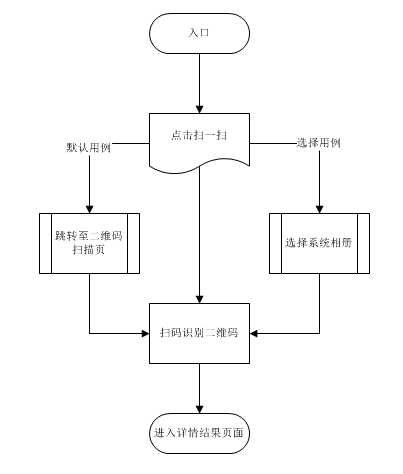 入口
点击扫一扫
默认用例
选择用例
跳转至二维码
扫描页
选择系统相册
扫码识别二维码
进入详情结果页面